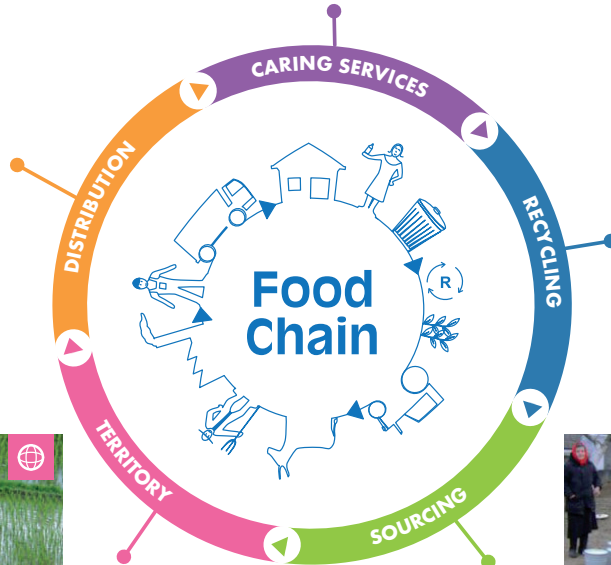 CARING SERVICES
DISTRIBUTION
RECYCLING
R
Food
Chain
TERRITORY
SOURCING